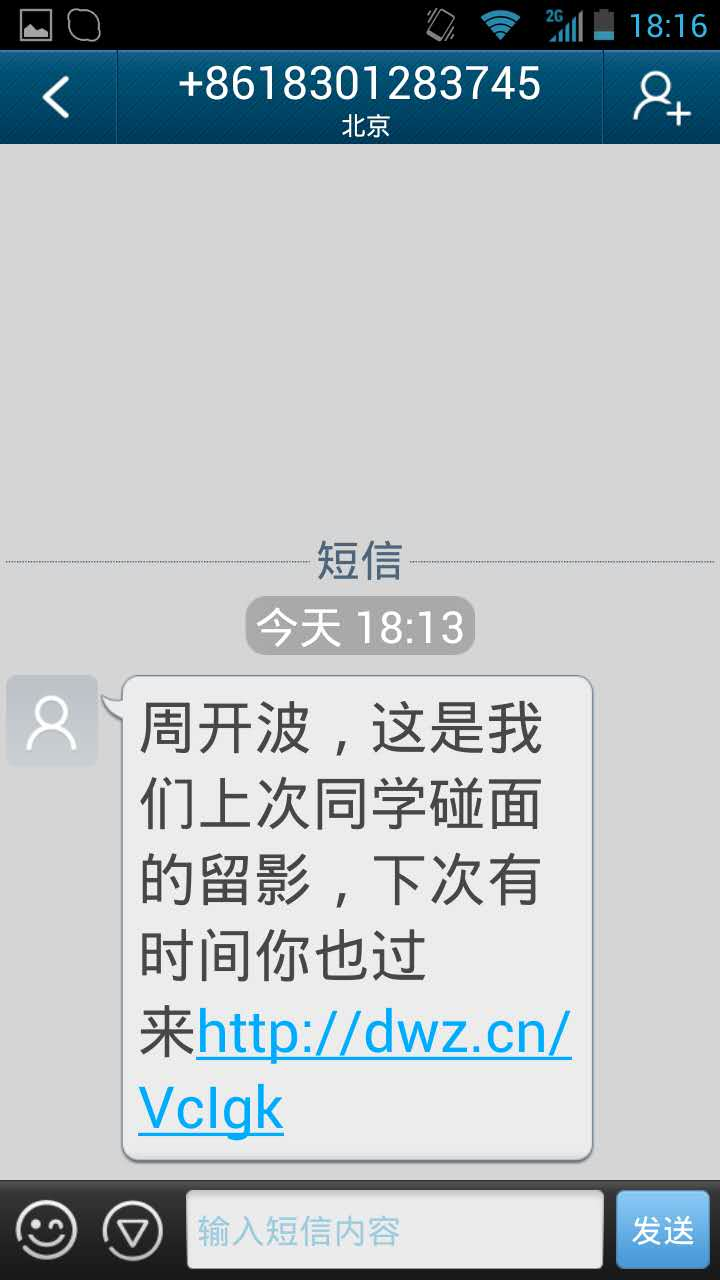 2G 18:16
+8618301283745
北京
短信
今天 18:13
周开波，这是我
们上次同学碰面
的留影，下次有
时间你也过
来http://dwz.cn/
VcIgk
输入短信内容
发送